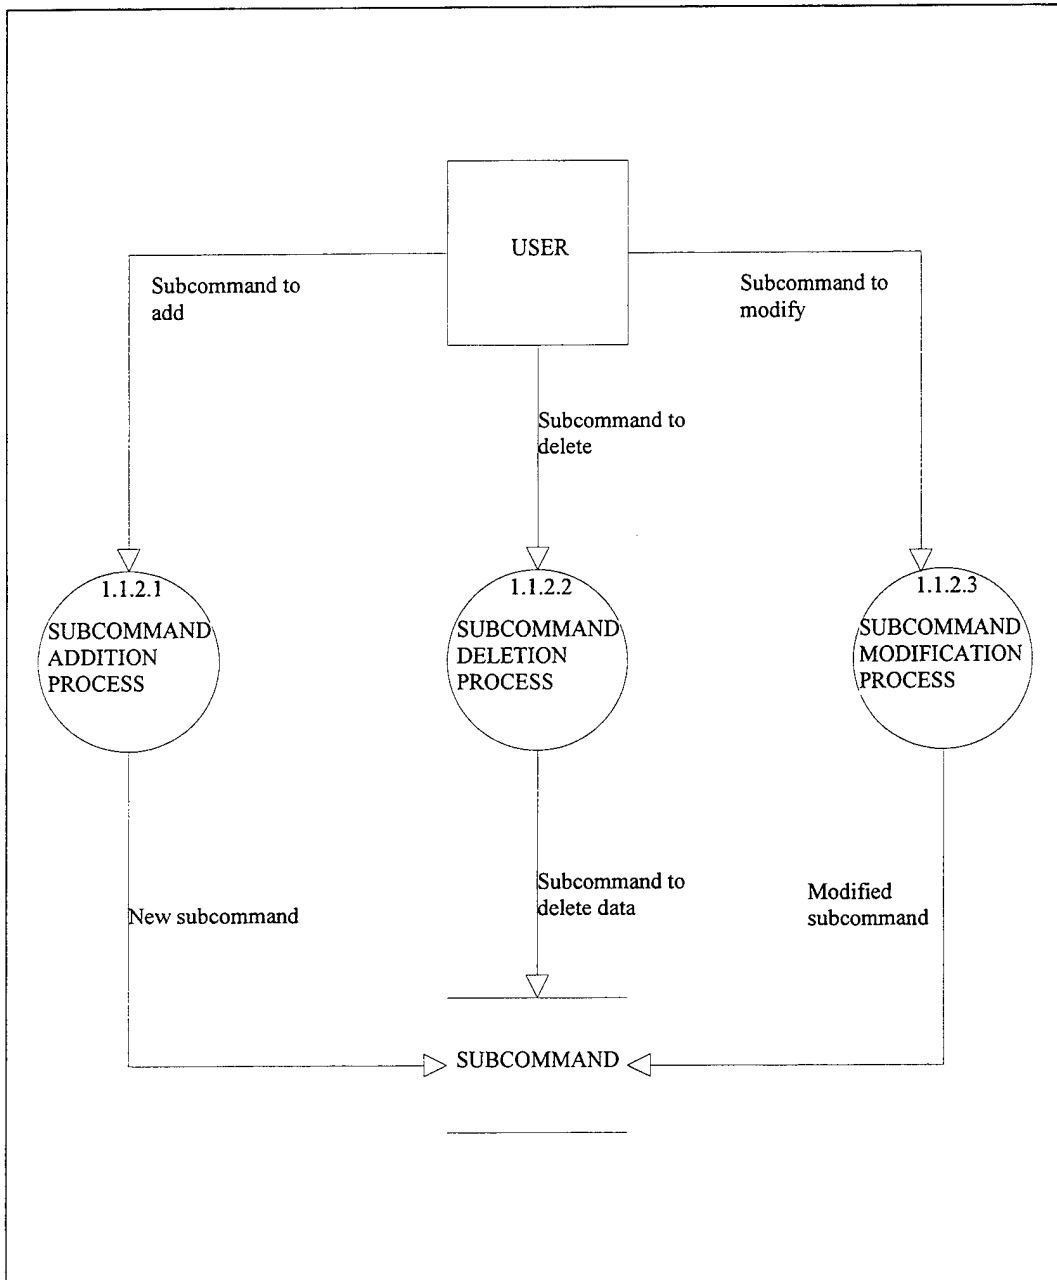 USER
Subcommand to
add
Subcommand to
modify
Subcommand to
delete
1.1.2.1
SUBCOMMAND
ADDITION
PROCESS
1.1.2.2
SUBCOMMAND
DELETION
PROCESS
1.1.2.3
SUBCOMMAND
MODIFICATION
PROCESS
New subcommand
Subcommand to
delete data
Modified
subcommand
SUBCOMMAND